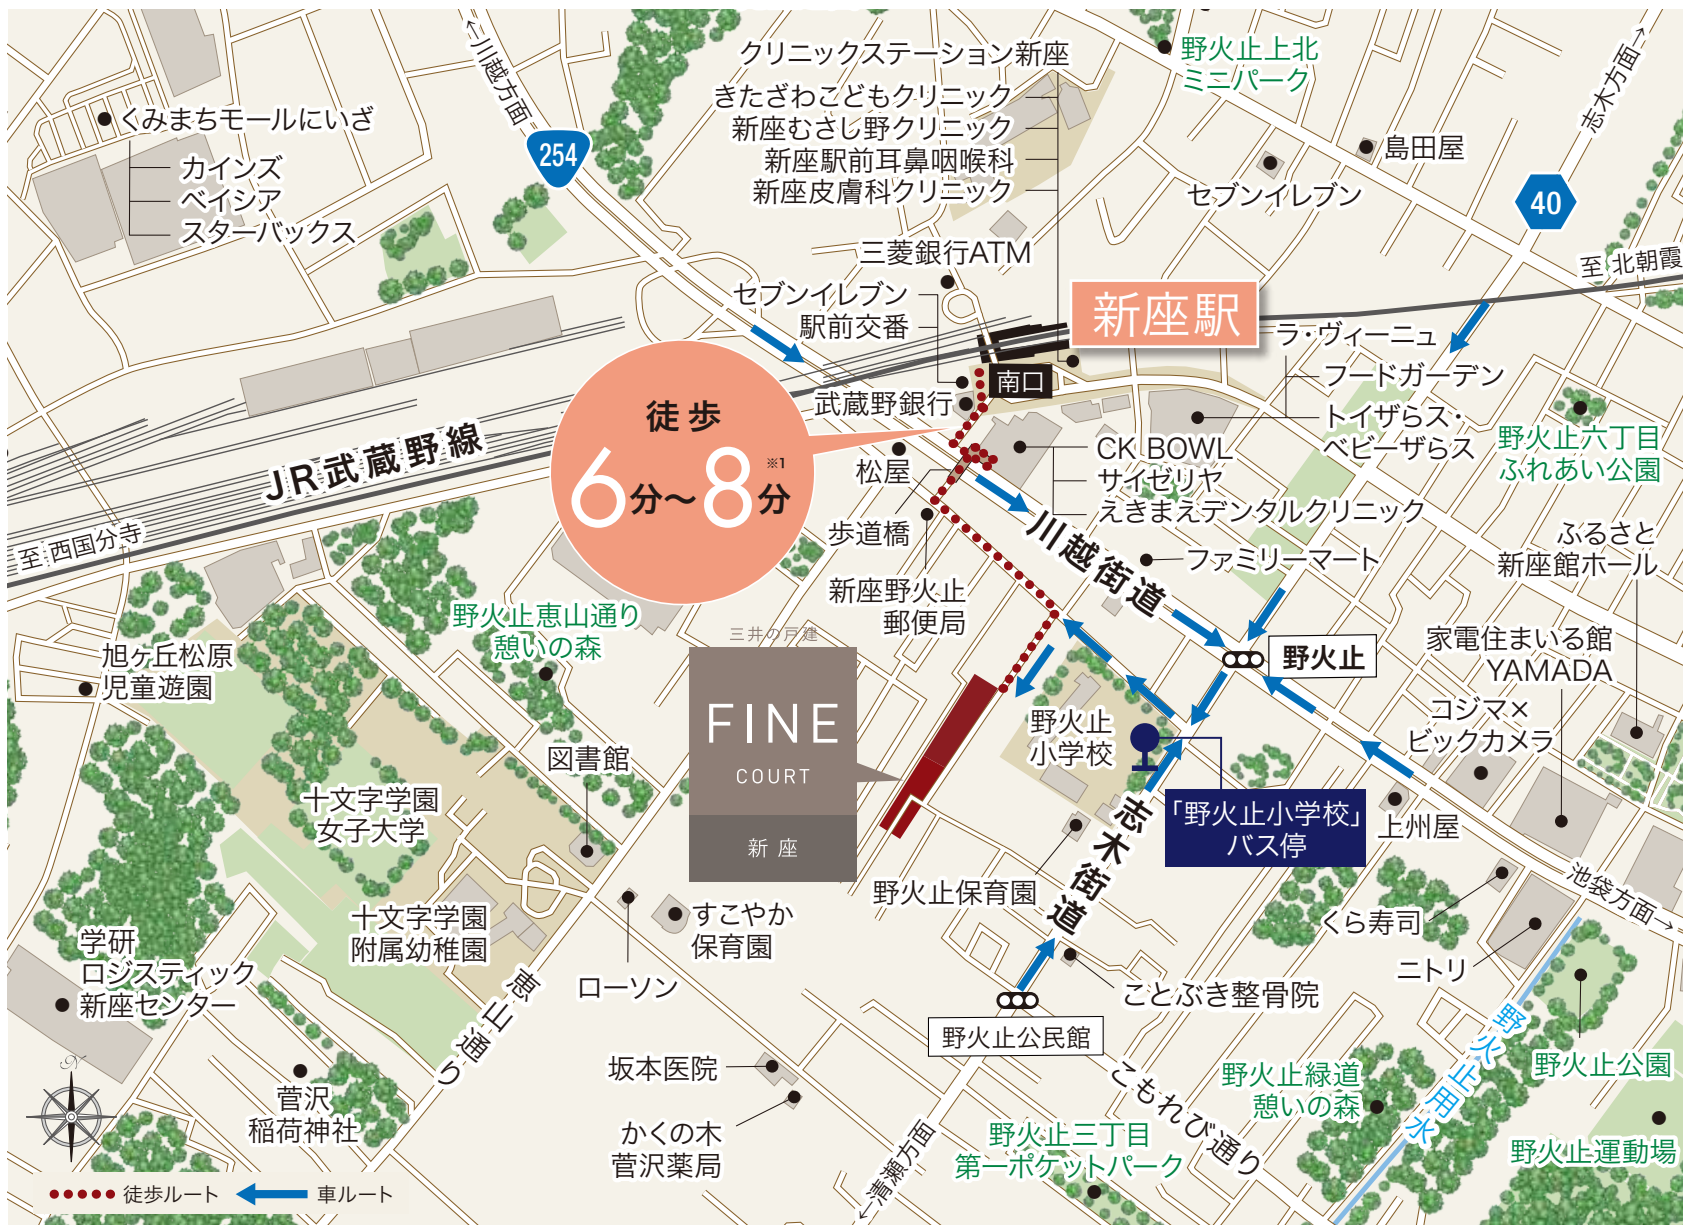 ←川越方面
254
クリニックステーション新座
きたざわこどもクリニック
新座むさし野クリニック
新座駅前耳鼻咽喉科
新座皮膚科クリニック
野火止上北
ミニパーク
志木方面→
くみまちモールにいざ
カインズ
ベイシア
スターバックス
島田屋
セブンイレブン
40
三菱銀行ATM
至 北朝霞
セブンイレブン
駅前交番
新座駅
南口
ラ・ヴィーニュ
フードガーデン
トイザらス・
ベビーザらス
武蔵野銀行
徒歩
6分～8分
※1
JR武蔵野線
至 西国分寺
松屋
歩道橋
CK BOWL
サイゼリヤ
えきまえデンタルクリニック
野火止六丁目
ふれあい公園
川越街道
ファミリーマート
ふるさと
新座館ホール
新座野火止
郵便局
野火止恵山通り
憩いの森
三井の戸建
FINE
COURT
新座
旭ヶ丘松原
児童遊園
野火止
家電住まいる館
YAMADA
コジマ×
ビックカメラ
野火止
小学校
図書館
十文字学園
女子大学
「野火止小学校」
バス停
上州屋
志木街道
野火止保育園
池袋方面→
くら寿司
ニトリ
十文字学園
附属幼稚園
すこやか
保育園
ローソン
学研
ロジスティック
新座センター
恵山通り
ことぶき整骨院
野火止公民館
野火止用水
野火止公園
坂本医院
かくの木
菅沢薬局
菅沢
稲荷神社
こもれび通り
野火止緑道
憩いの森
野火止運動場
野火止三丁目
第一ポケットパーク
←清瀬方面
N
徒歩ルート
車ルート